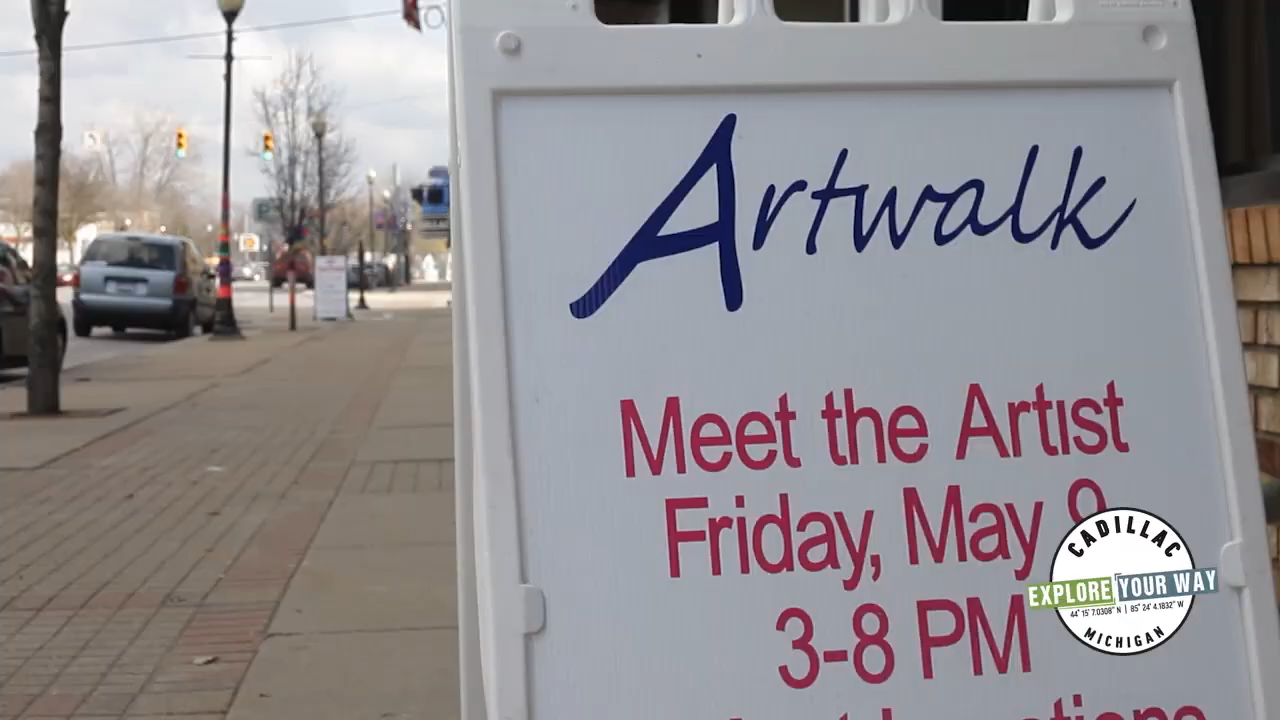 Artwalk
Meet the Artist
Friday, May 9
3-8 PM
CADILLAC
EXPLORE YOUR WAY
44° 15' 7.0308" N | 85° 24' 4.1832" W
MICHIGAN